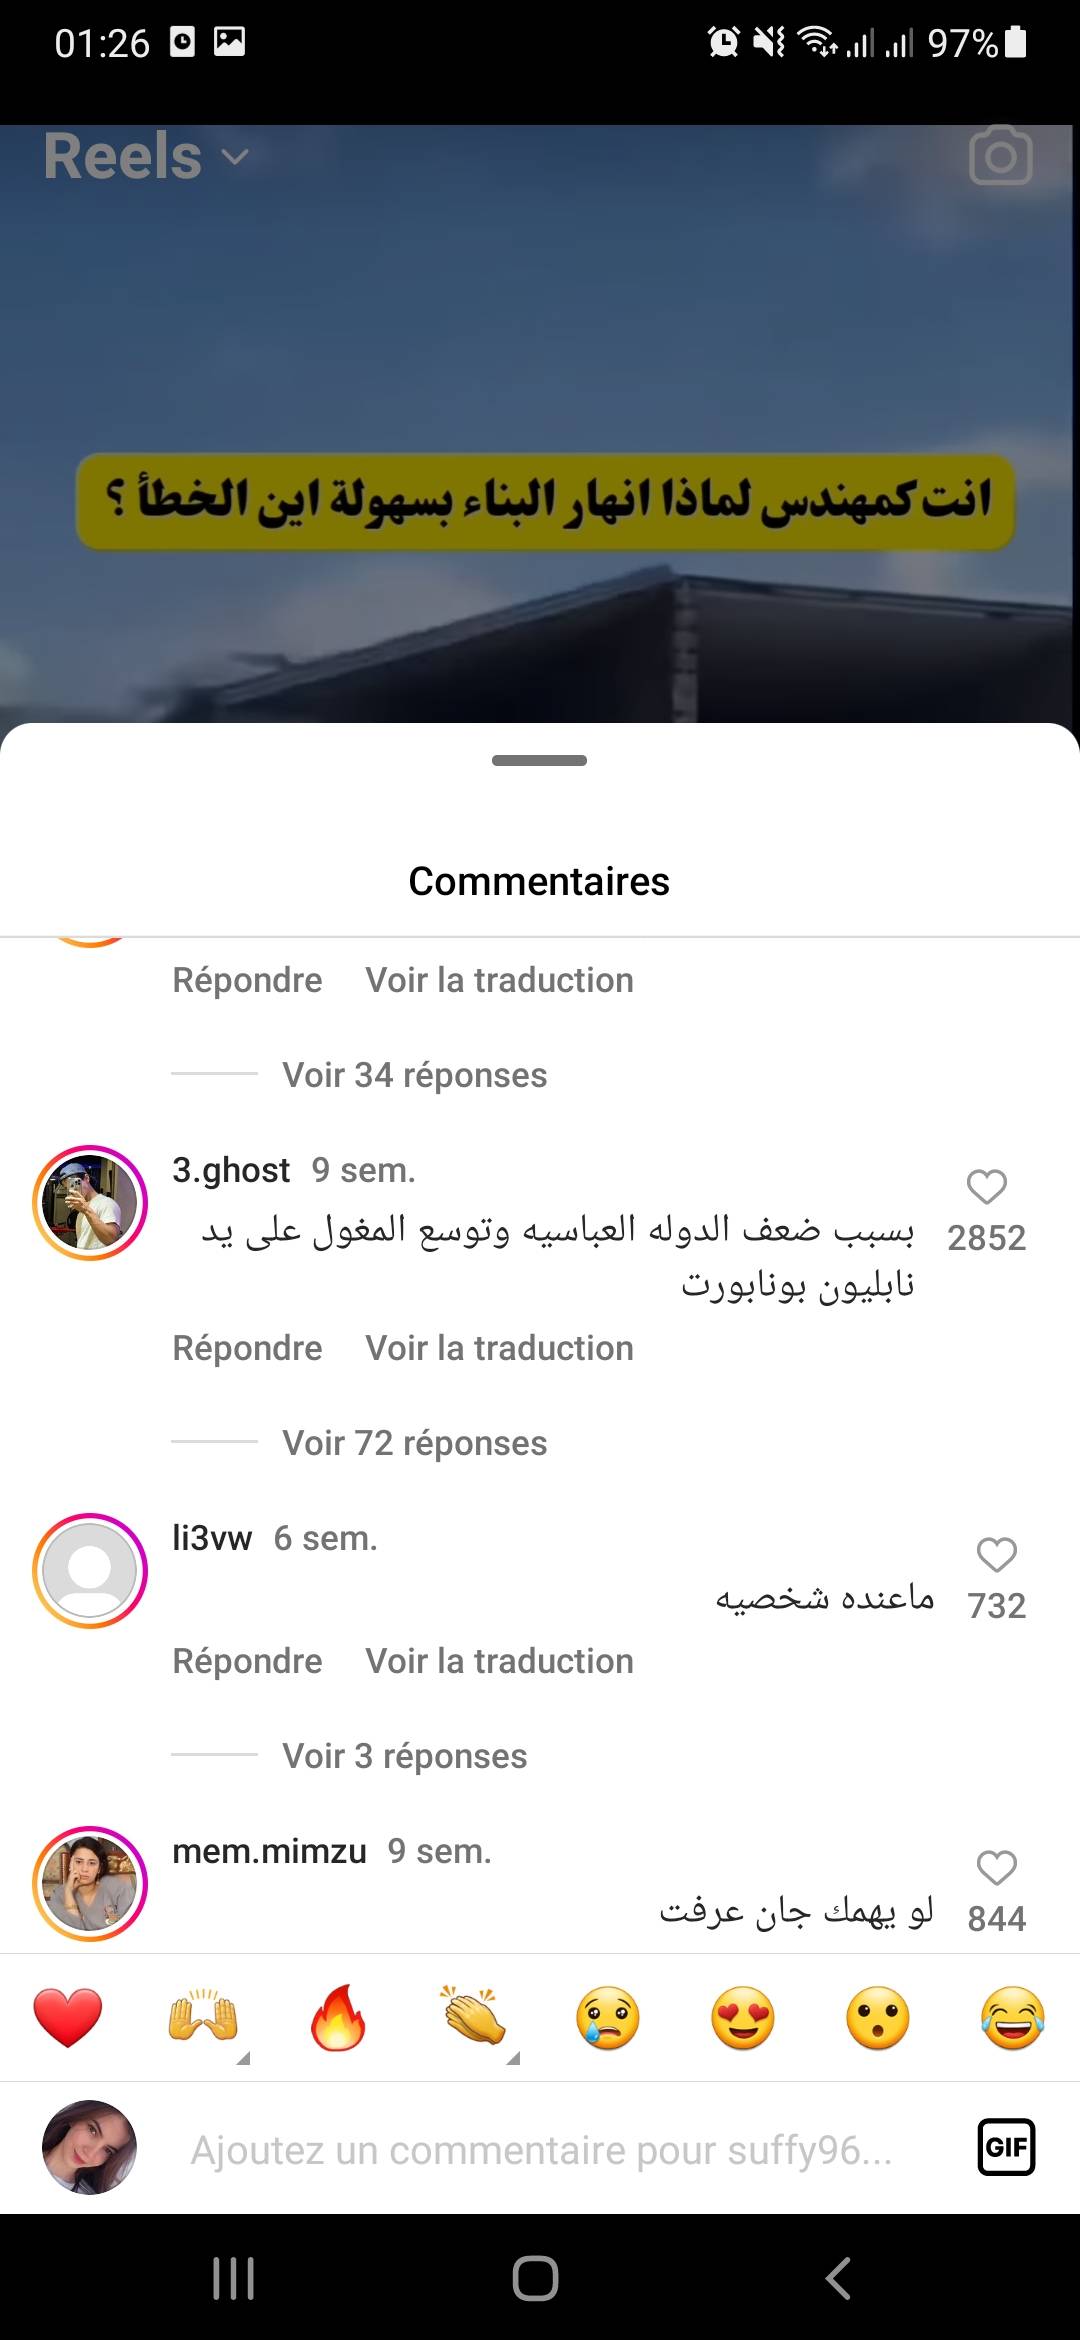 01:26
97%
Reels
انت كمهندس لماذا انهار البناء بسهولة اين الخطأ ؟
Commentaires
Répondre Voir la traduction
Voir 34 réponses
3.ghost 9 sem.
بسبب ضعف الدوله العباسيه وتوسع المغول على يد
نابليون بونابورت
2852
Répondre Voir la traduction
Voir 72 réponses
li3vw 6 sem.
ماعنده شخصيه
732
Répondre Voir la traduction
Voir 3 réponses
mem.mimzu 9 sem.
لو يهمك جان عرفت
844
Ajoutez un commentaire pour suffy96...
GIF